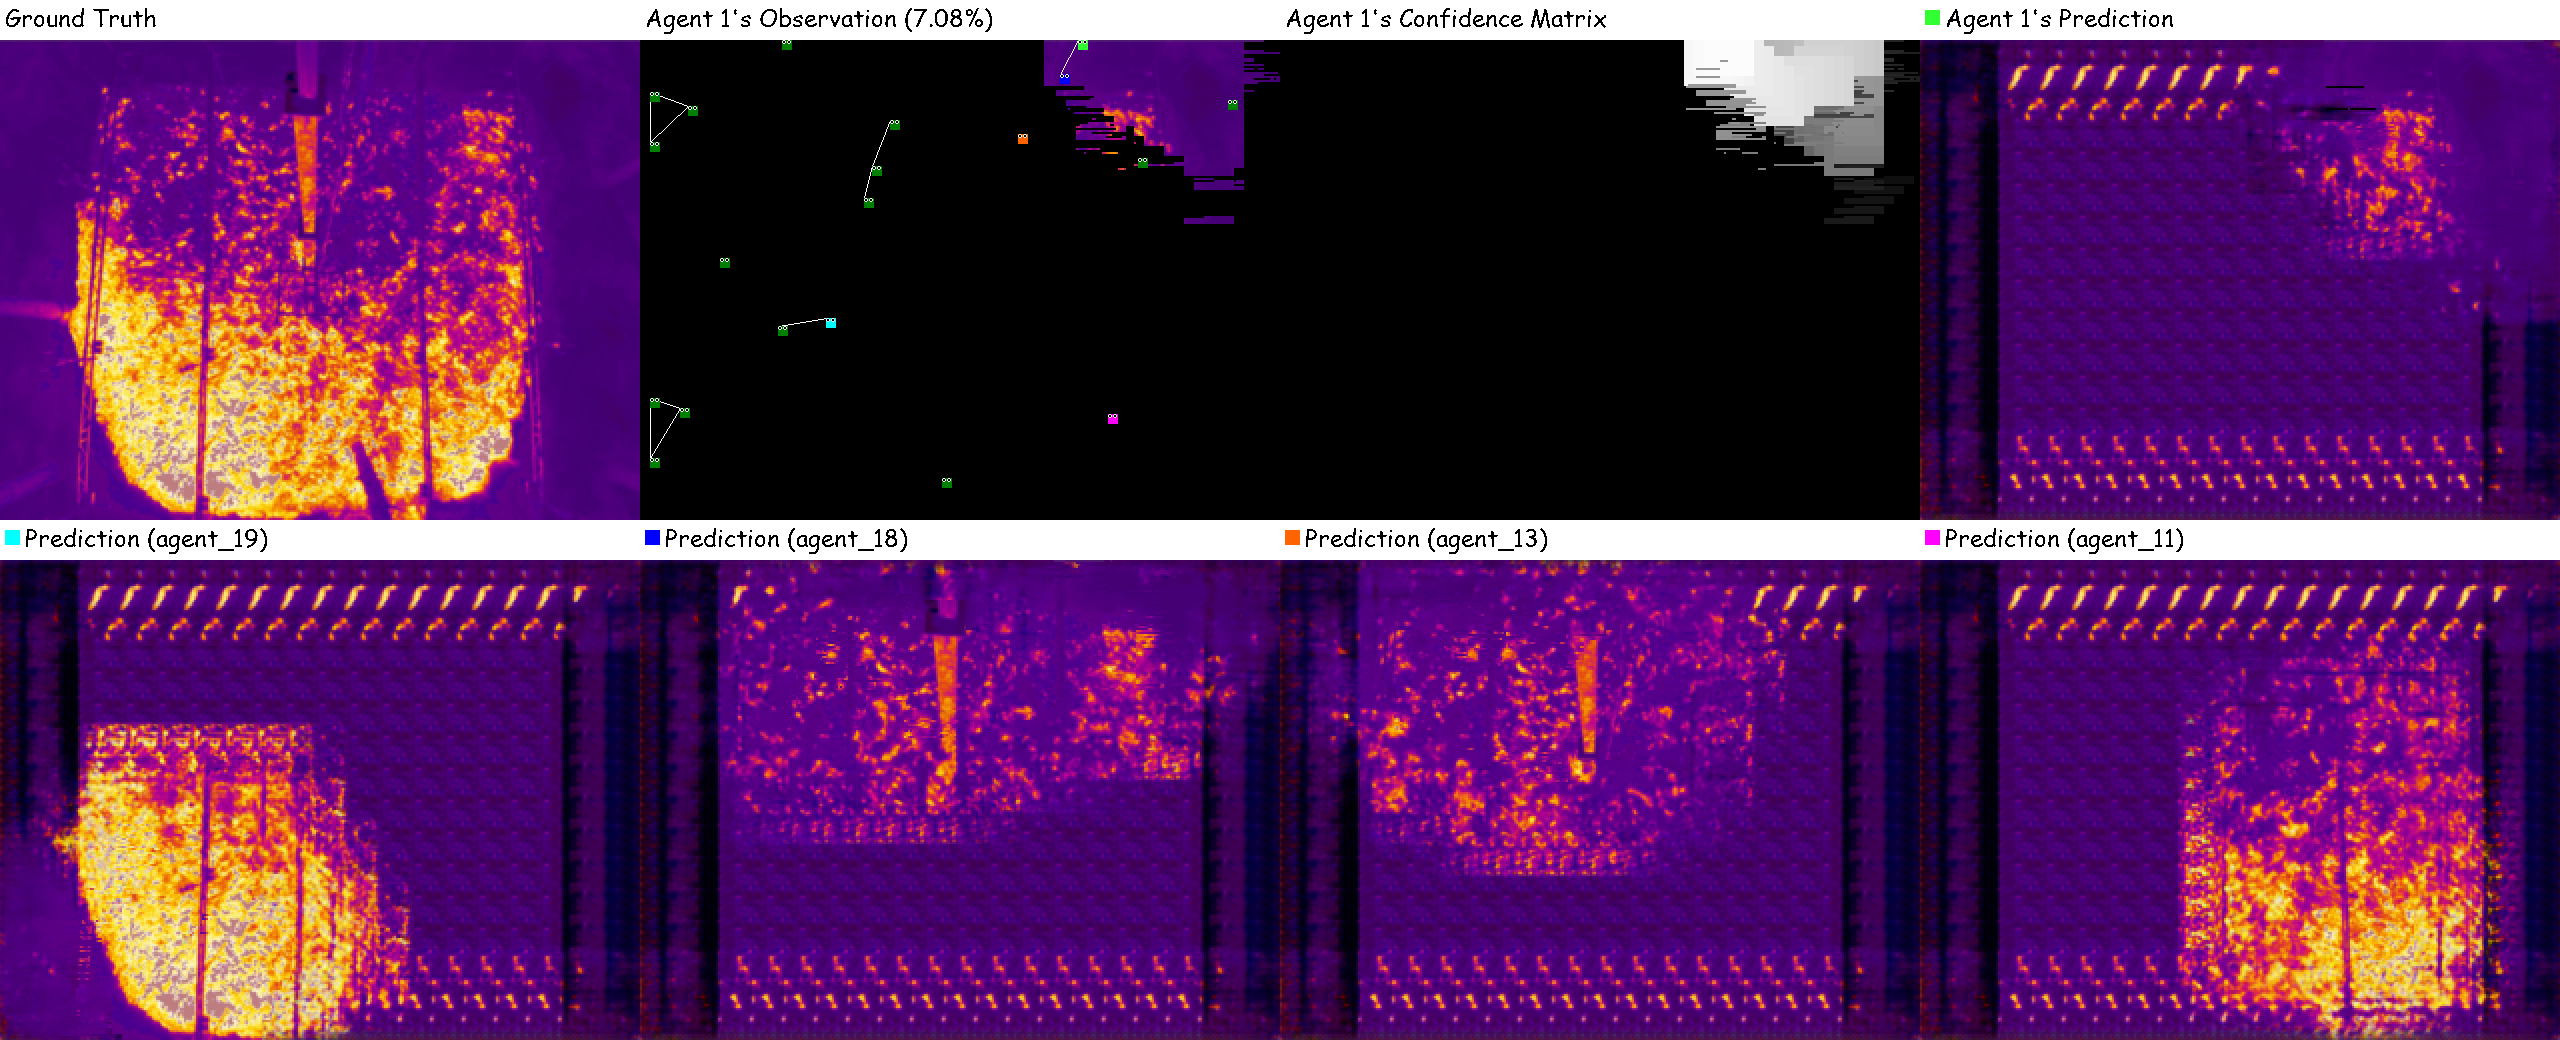 Ground Truth
Agent 1's Observation (7.08%)
Agent 1's Confidence Matrix
Agent 1's Prediction
Prediction (agent_19)
Prediction (agent_18)
Prediction (agent_13)
Prediction (agent_11)